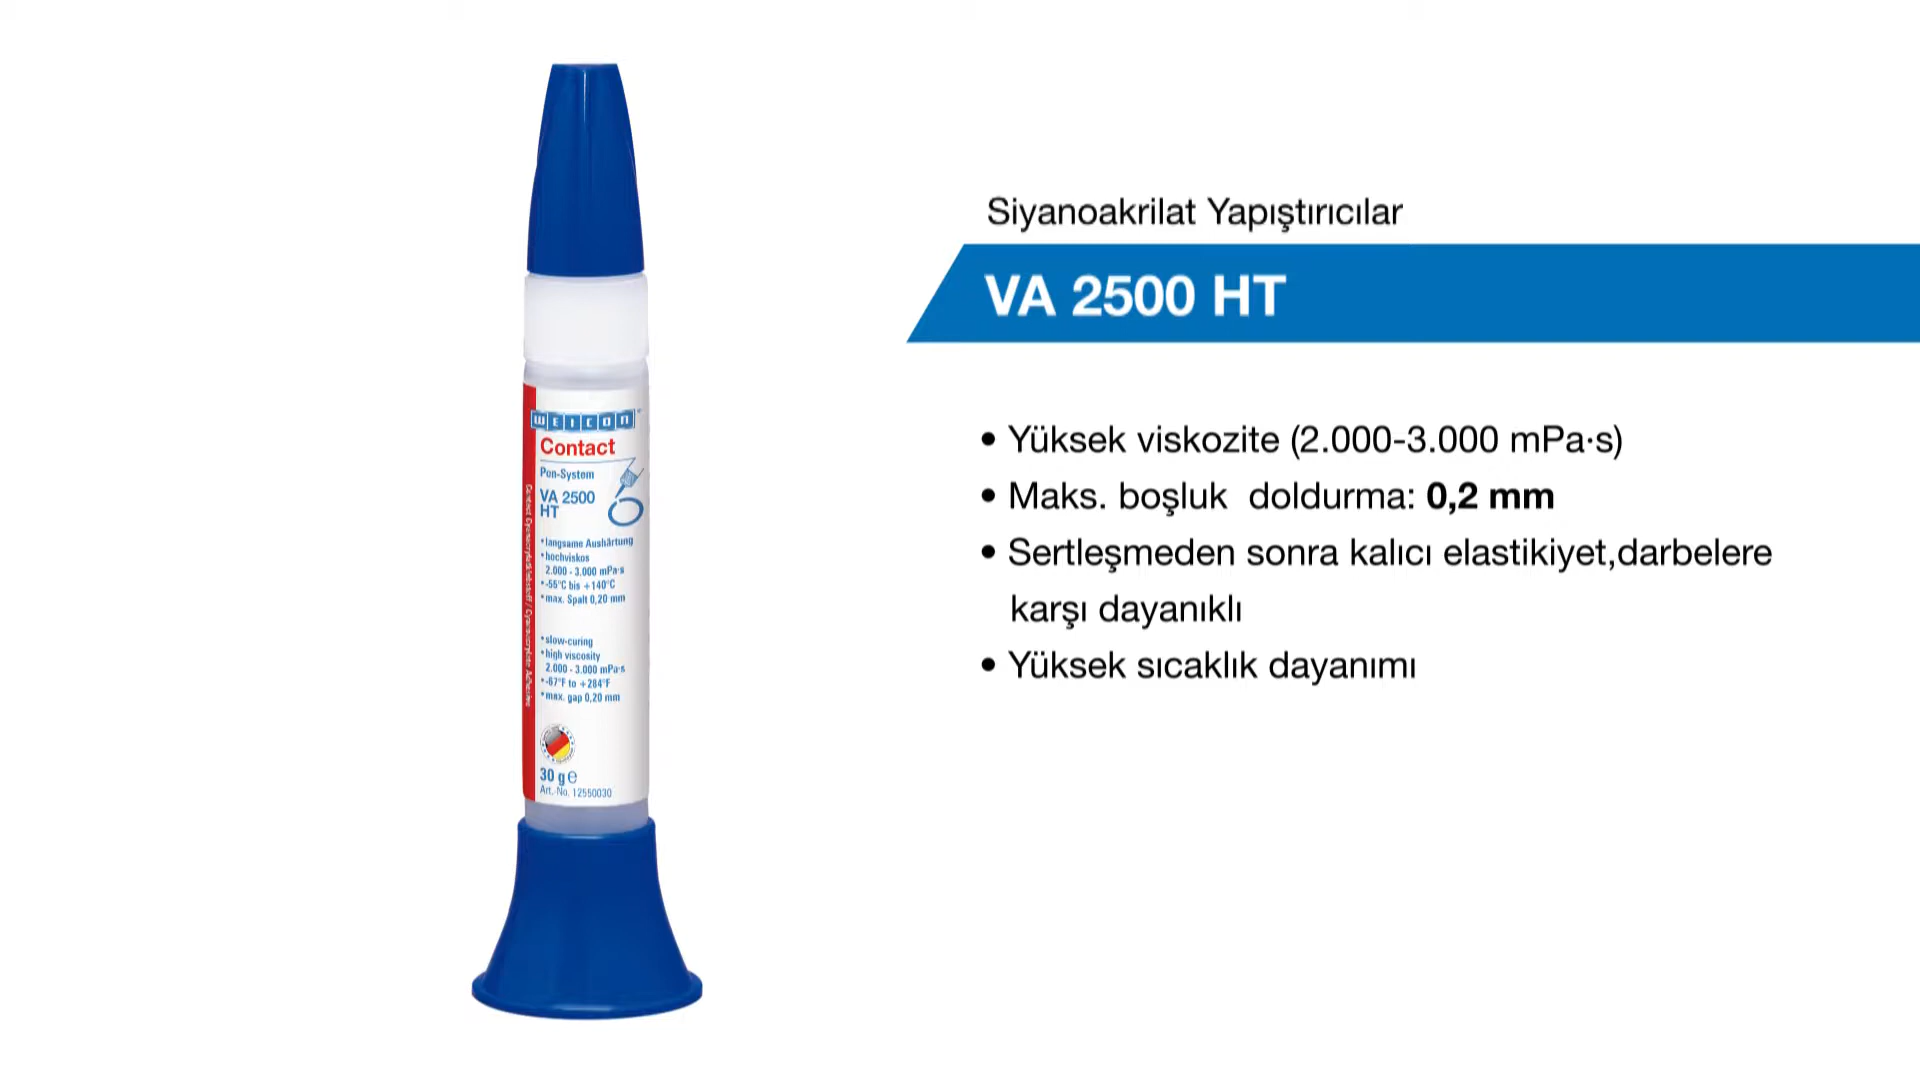 Siyanoakrilat Yapıştırıcılar
VA 2500 HT
• Yüksek viskozite (2.000-3.000 mPa·s)
• Maks. boşluk doldurma: 0,2 mm
• Sertleşmeden sonra kalıcı elastikiyet,darbelere
karşı dayanıklı
• Yüksek sıcaklık dayanımı
WEICON
Contact
Pen-System
VA 2500
HT
•langsame Aushärtung
•hochviskos
2.000 - 3.000 mPa·s
•-55°C bis +140°C
•max. Spalt 0,20 mm
•slow-curing
•high viscosity
2.000 - 3.000 mPa·s
•-67°F to +284°F
•max. gap 0,20 mm
30 g e
Art.-No. 12550030